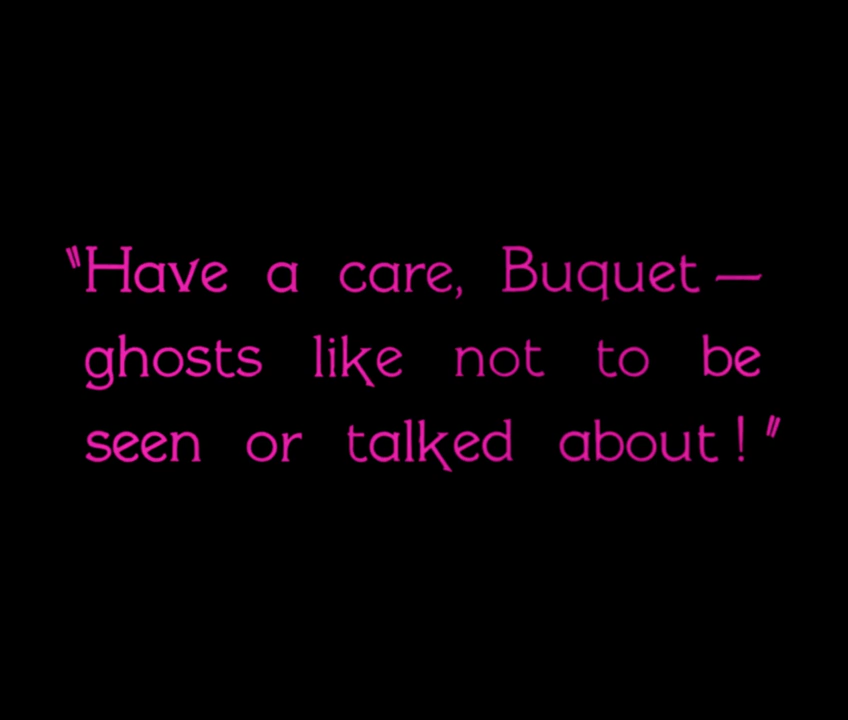 "Have a care, Buquet—
ghosts like not to be
seen or talked about!"